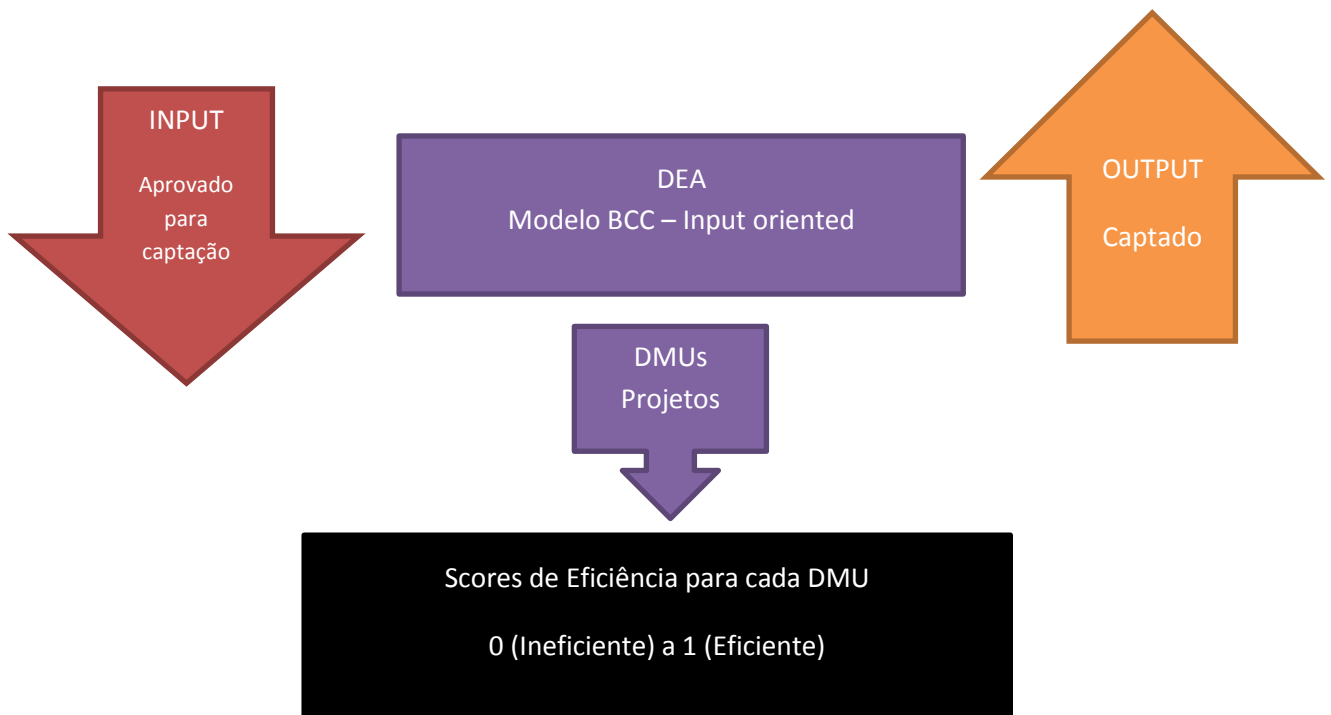 INPUT
Aprovado
para
captação
DEA
Modelo BCC – Input oriented
OUTPUT
Captado
DMUs
Projetos
Scores de Eficiência para cada DMU
0 (Ineficiente) a 1 (Eficiente)